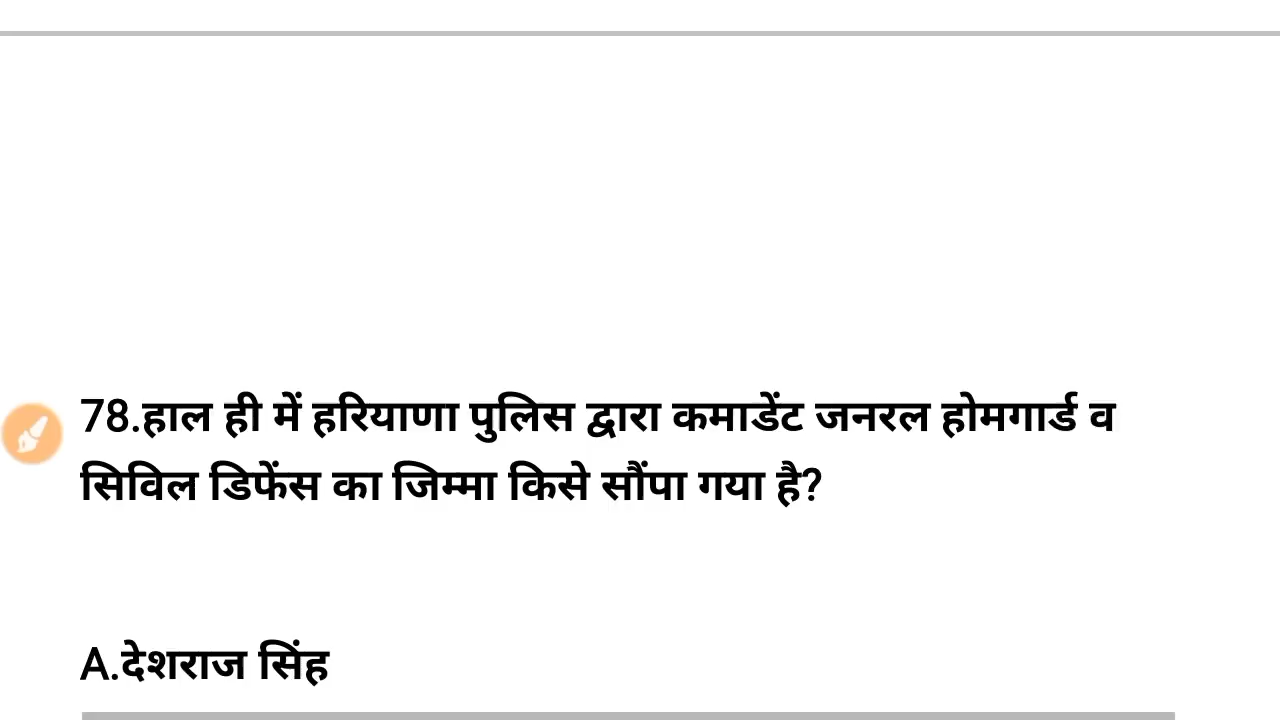 78.हाल ही में हरियाणा पुलिस द्वारा कमाडेंट जनरल होमगार्ड व
सिविल डिफेंस का जिम्मा किसे सौंपा गया है?
A.देशराज सिंह